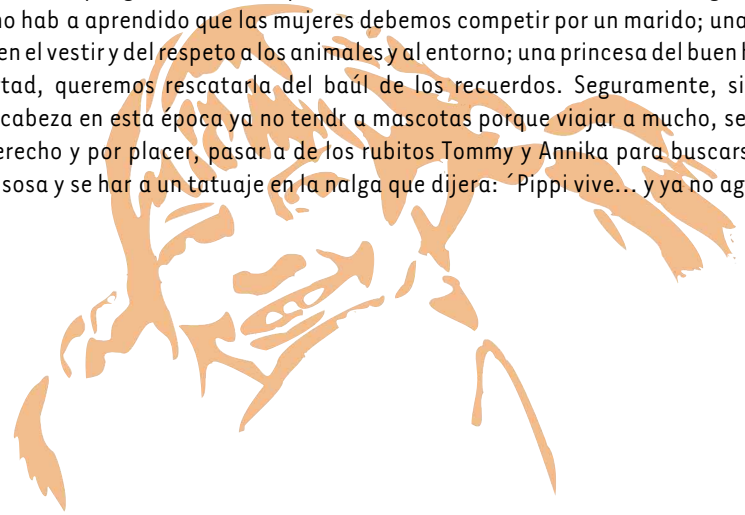 no hab a aprendido que las mujeres debemos competir por un marido; una
en el vestir y del respeto a los animales y al entorno; una princesa del buen
tad, queremos rescatarla del baúl de los recuerdos. Seguramente, si
cabeza en esta época ya no tendr a mascotas porque viajar a mucho, se
erecho y por placer, pasar a de los rubitos Tommy y Annika para buscars
sosa y se har a un tatuaje en la nalga que dijera: ´Pippi vive... y ya no ag